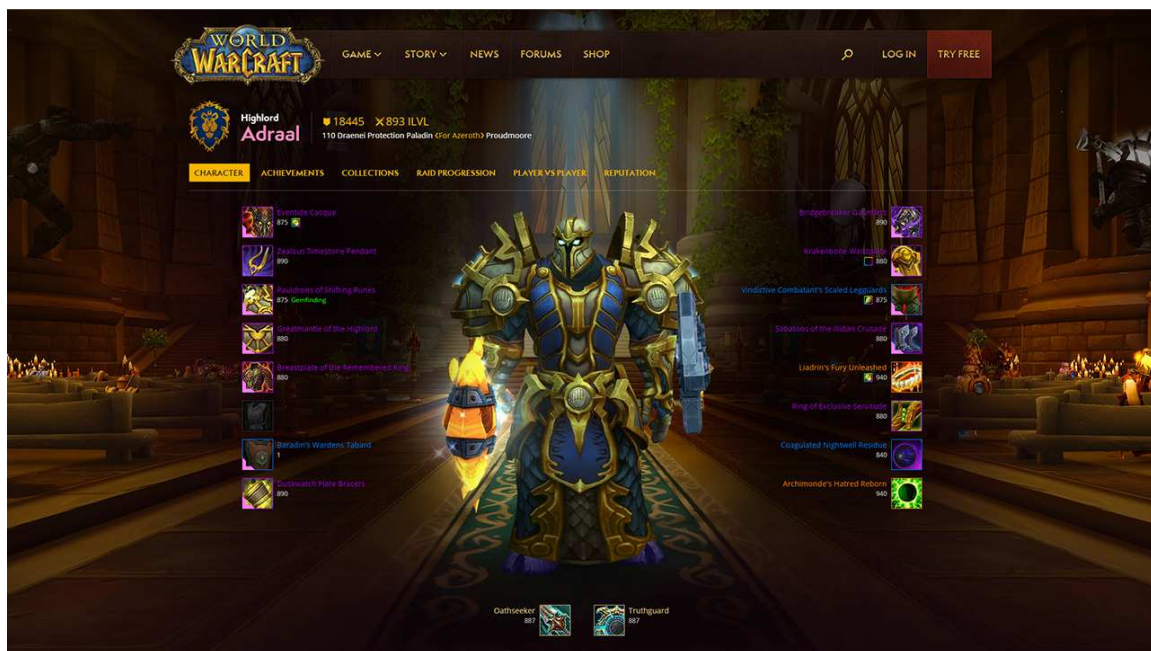 WORLD
WARCRAFT
GAME
STORY
NEWS
FORUMS
SHOP
LOG IN
TRY FREE
Highlord
Adraal
18445
893 ILVL
110 Draenei Protection Paladin <For Azeroth> Proudmoore
CHARACTER
ACHIEVEMENTS
COLLECTIONS
RAID PROGRESSION
PLAYER VS PLAYER
REPUTATION
Eventide Casque
875
Zealous Timestone Pendant
890
Pauldrons of Shifting Runes
875 Gemfinding
Greatmantle of the Highlord
880
Breastplate of the Remembered King
880
Baradin's Wardens Tabard
1
Duskwatch Plate Bracers
890
Bridgebreaker Gauntlets
890
Krakenbone Waistplate
880
Vindictive Combatant's Scaled Legguards
875
Sabatons of the Illidari Crusade
880
Liadrin's Fury Unleashed
940
Ring of Exclusive Servitude
880
Coagulated Nightwell Residue
840
Archimonde's Hatred Reborn
940
Oathseeker
887
Truthguard
887